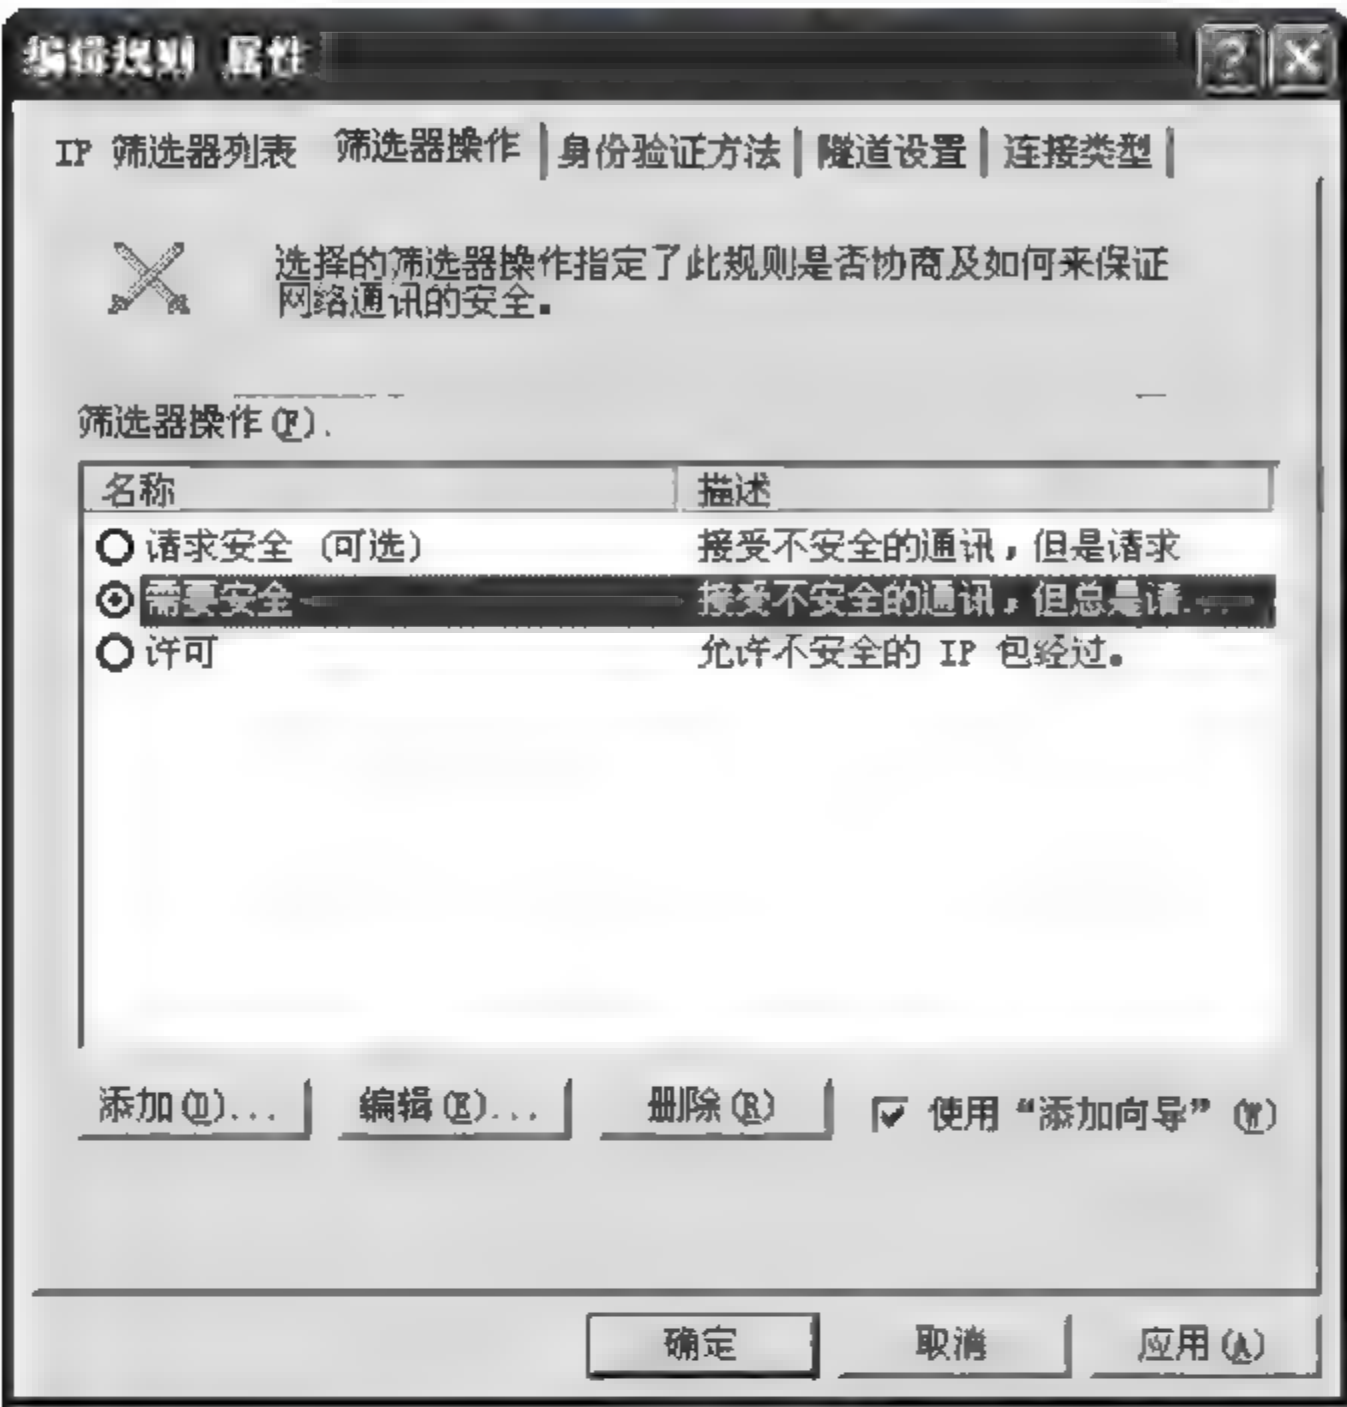 编辑规则 属性
IP 筛选器列表 筛选器操作 身份验证方法 隧道设置 连接类型
选择的筛选器操作指定了此规则是否协商及如何来保证
网络通讯的安全。
筛选器操作(F).
名称 描述
请求安全 (可选) 接受不安全的通讯，但是请求
需要安全 接受不安全的通讯，但总是请...
许可 允许不安全的 IP 包经过。
添加(D)... 编辑(E)... 删除(R) 使用“添加向导”(W)
确定 取消 应用(A)